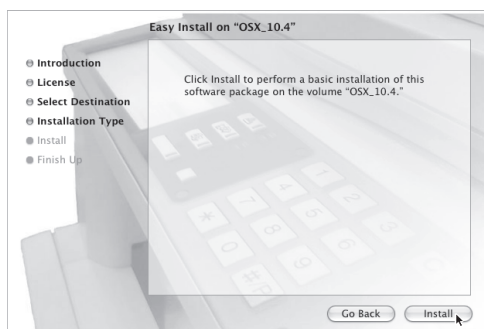 Easy Install on “OSX_10.4”
Introduction
License
Select Destination
Installation Type
Install
Finish Up
Click Install to perform a basic installation of this
software package on the volume “OSX_10.4.”
Go Back
Install